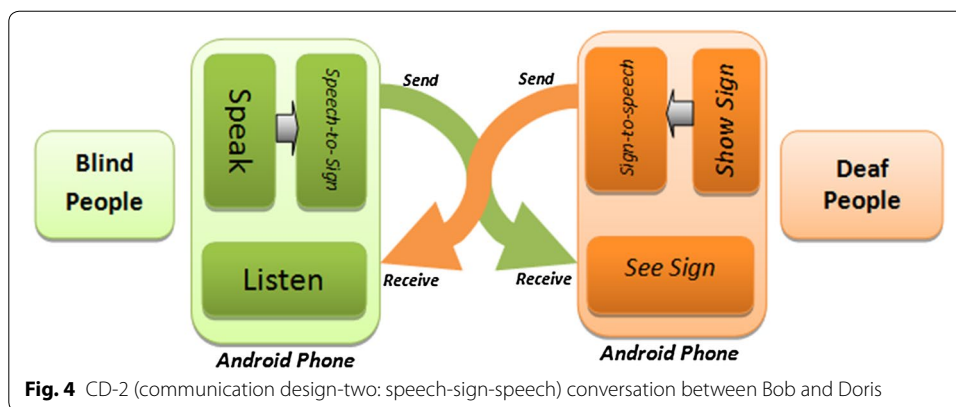 Blind
People
Speak
Speech-to- Sign
Listen
Android Phone
Send
Receive
Send
Receive
Sign-to-speech
Show Sign
See Sign
Android Phone
Deaf
People
Fig. 4 CD-2 (communication design-two: speech-sign-speech) conversation between Bob and Doris